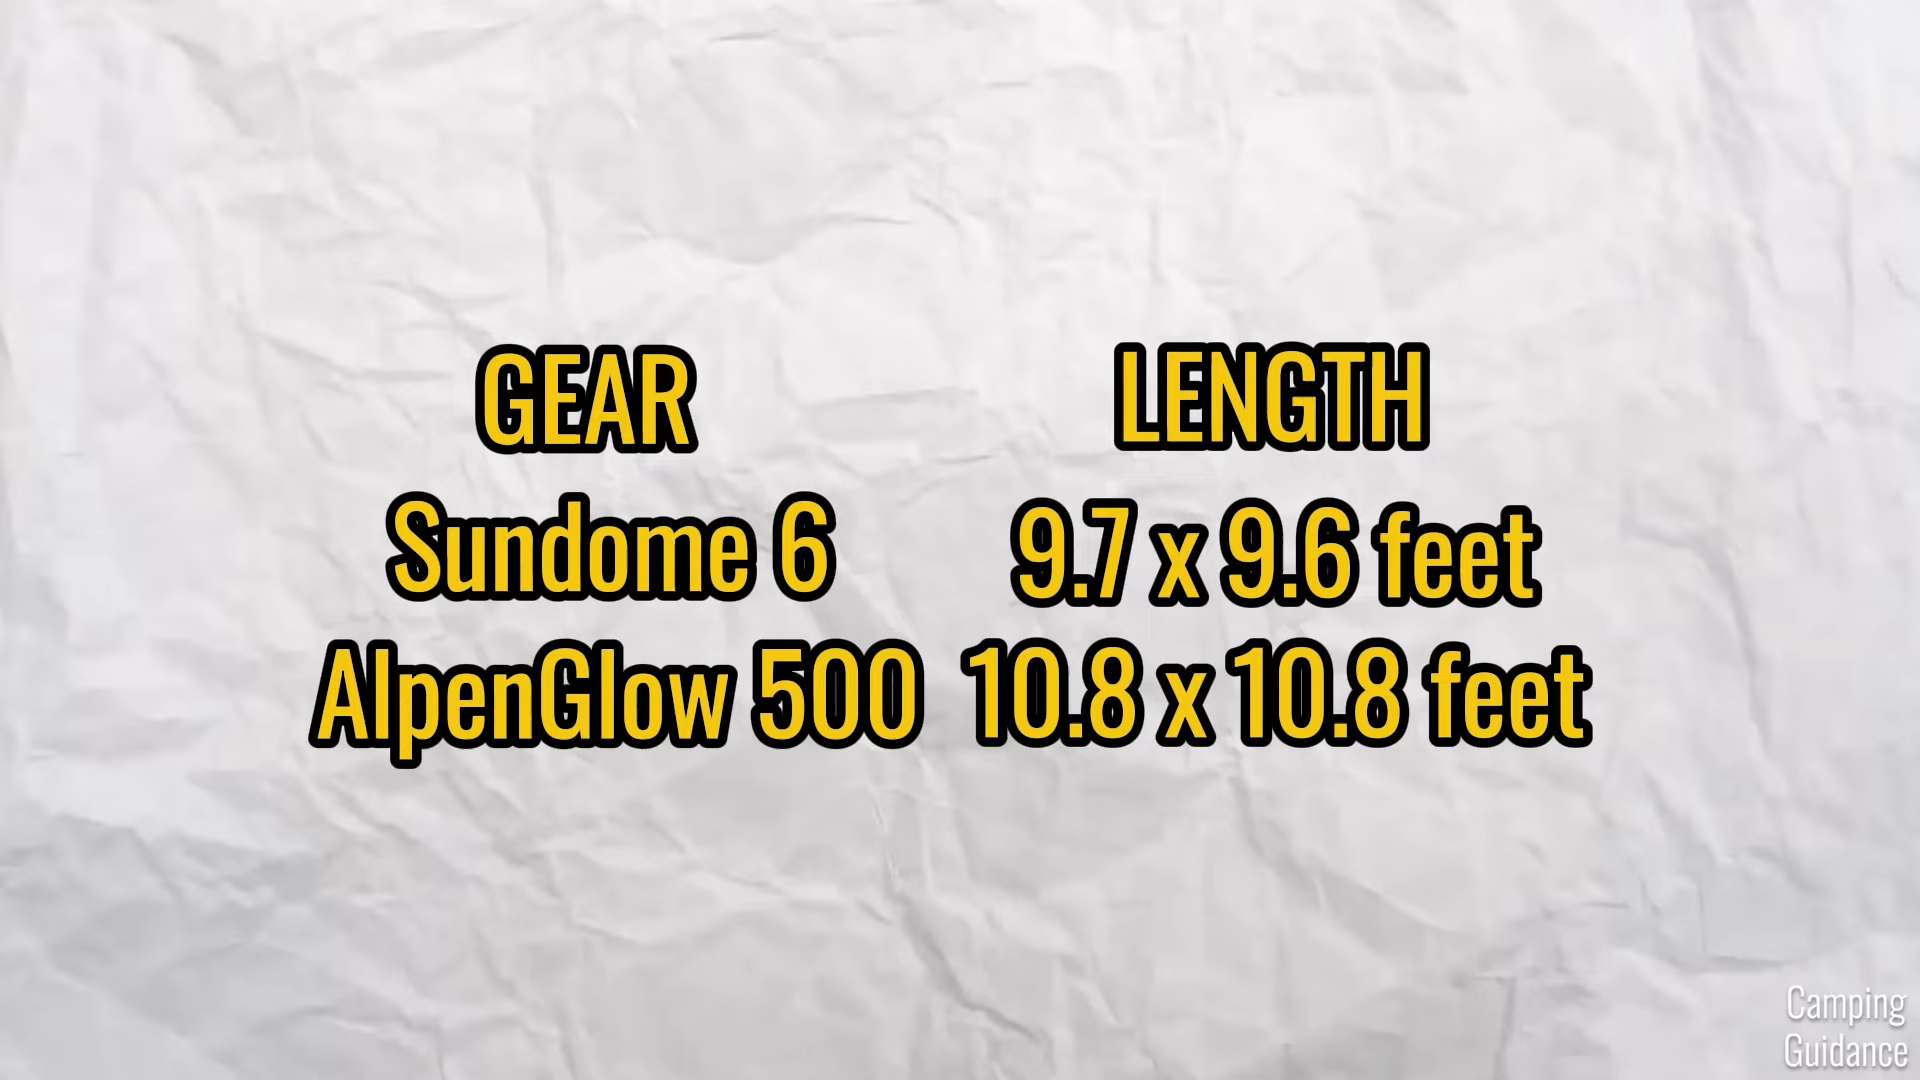 GEAR LENGTH
Sundome 6 9.7 x 9.6 feet
AlpenGlow 500 10.8 x 10.8 feet
Camping
Guidance